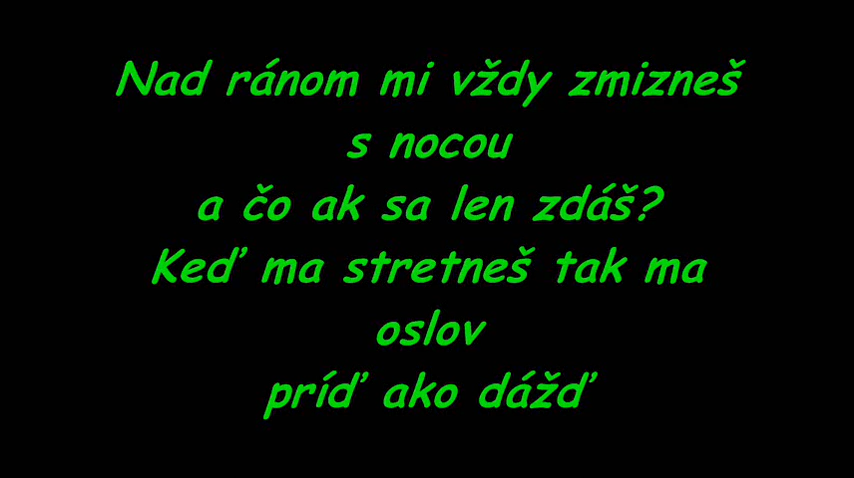 Nad ránom mi vždy zmizneš
s nocou
a čo ak sa len zdáš?
Keď ma stretneš tak ma
oslov
príď ako dážď